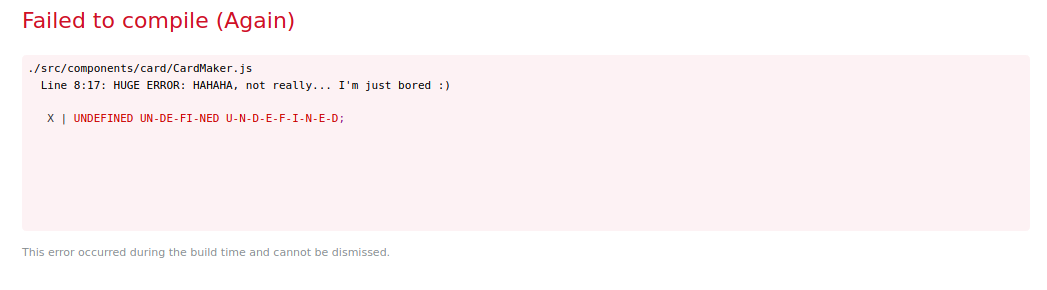 Failed to compile (Again)
./src/components/card/CardMaker.js
Line 8:17: HUGE ERROR: HAHAHA, not really... I'm just bored :)
X | UNDEFINED UN-DE-FI-NED U-N-D-E-F-I-N-E-D;
This error occurred during the build time and cannot be dismissed.